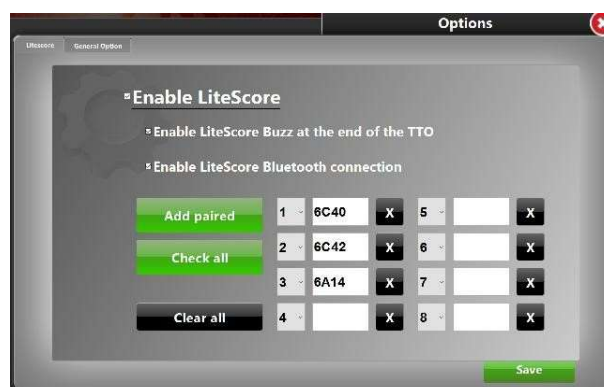 Options
Litescore General Option
Enable LiteScore
Enable LiteScore Buzz at the end of the TTO
Enable LiteScore Bluetooth connection
Add paired 1 6C40 X 5 X
Check all 2 6C42 X 6 X
3 6A14 X 7 X
Clear all 4 X 8 X
Save